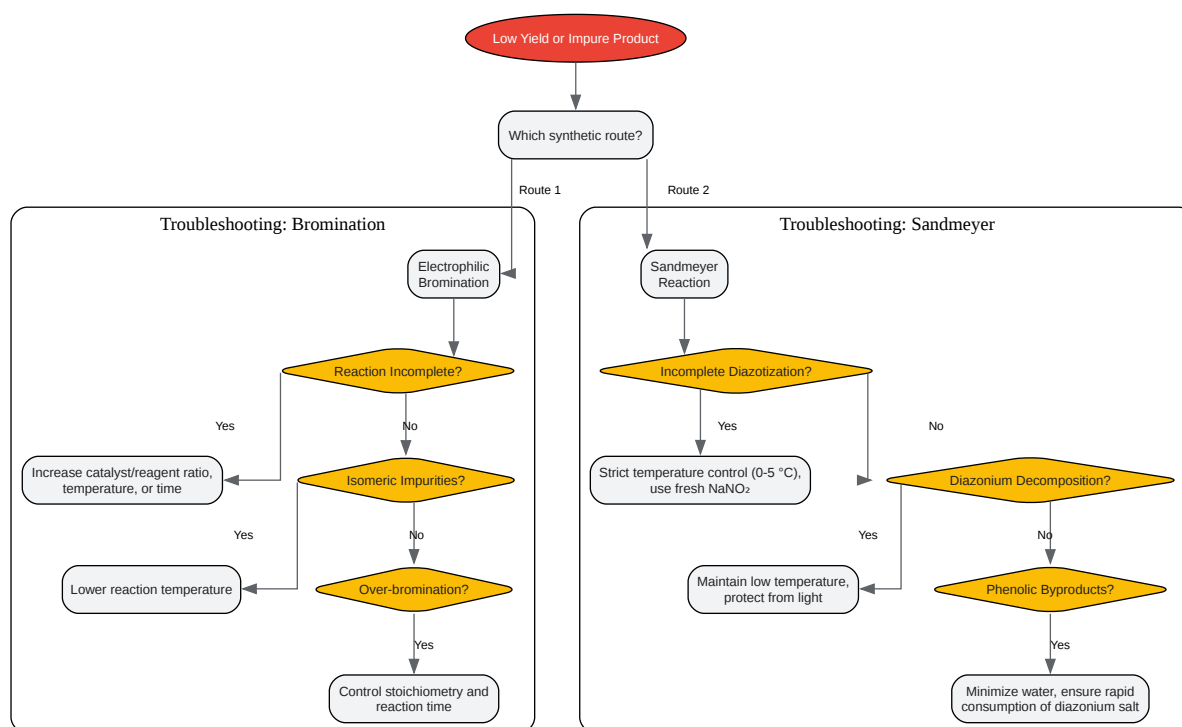 Low Yield or Impure Product
Which synthetic route?
Route 1
Route 2
Troubleshooting: Bromination
Electrophilic
Bromination
Reaction Incomplete?
Yes
No
Increase catalyst/reagent ratio,
temperature, or time
Isomeric Impurities?
Yes
No
Lower reaction temperature
Over-bromination?
Yes
Control stoichiometry and
reaction time
Troubleshooting: Sandmeyer
Sandmeyer
Reaction
Incomplete Diazotization?
Yes
No
Strict temperature control (0-5 °C),
use fresh NaNO₂
Diazonium Decomposition?
Yes
No
Maintain low temperature,
protect from light
Phenolic Byproducts?
Yes
Minimize water, ensure rapid
consumption of diazonium salt